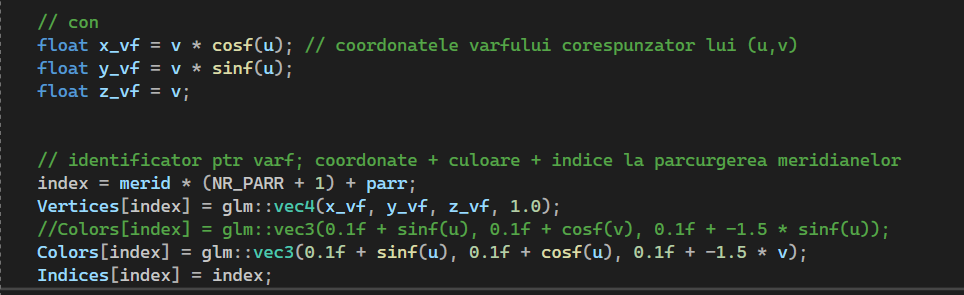 // con
float x_vf = v * cosf(u); // coordonatele varfului corespunzator lui (u,v)
float y_vf = v * sinf(u);
float z_vf = v;
// identificator ptr varf; coordonate + culoare + indice la parcurgerea meridianelor
index = merid * (NR_PARR + 1) + parr;
Vertices[index] = glm::vec4(x_vf, y_vf, z_vf, 1.0);
//Colors[index] = glm::vec3(0.1f + sinf(u), 0.1f + cosf(v), 0.1f + -1.5 * sinf(u));
Colors[index] = glm::vec3(0.1f + sinf(u), 0.1f + cosf(u), 0.1f + -1.5 * v);
Indices[index] = index;